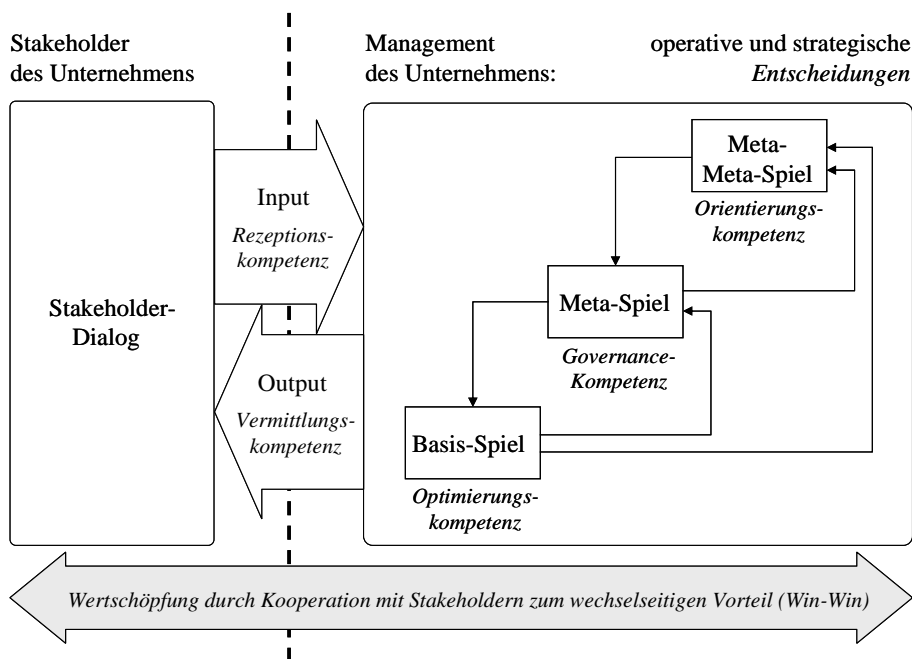 Stakeholder
des Unternehmens
Management
des Unternehmens:
operative und strategische
Entscheidungen
Stakeholder-
Dialog
Input
Rezeptions-
kompetenz
Output
Vermittlungs-
kompetenz
Meta-
Meta-Spiel
Orientierungs-
kompetenz
Meta-Spiel
Governance-
Kompetenz
Basis-Spiel
Optimierungs-
kompetenz
Wertschöpfung durch Kooperation mit Stakeholdern zum wechselseitigen Vorteil (Win-Win)